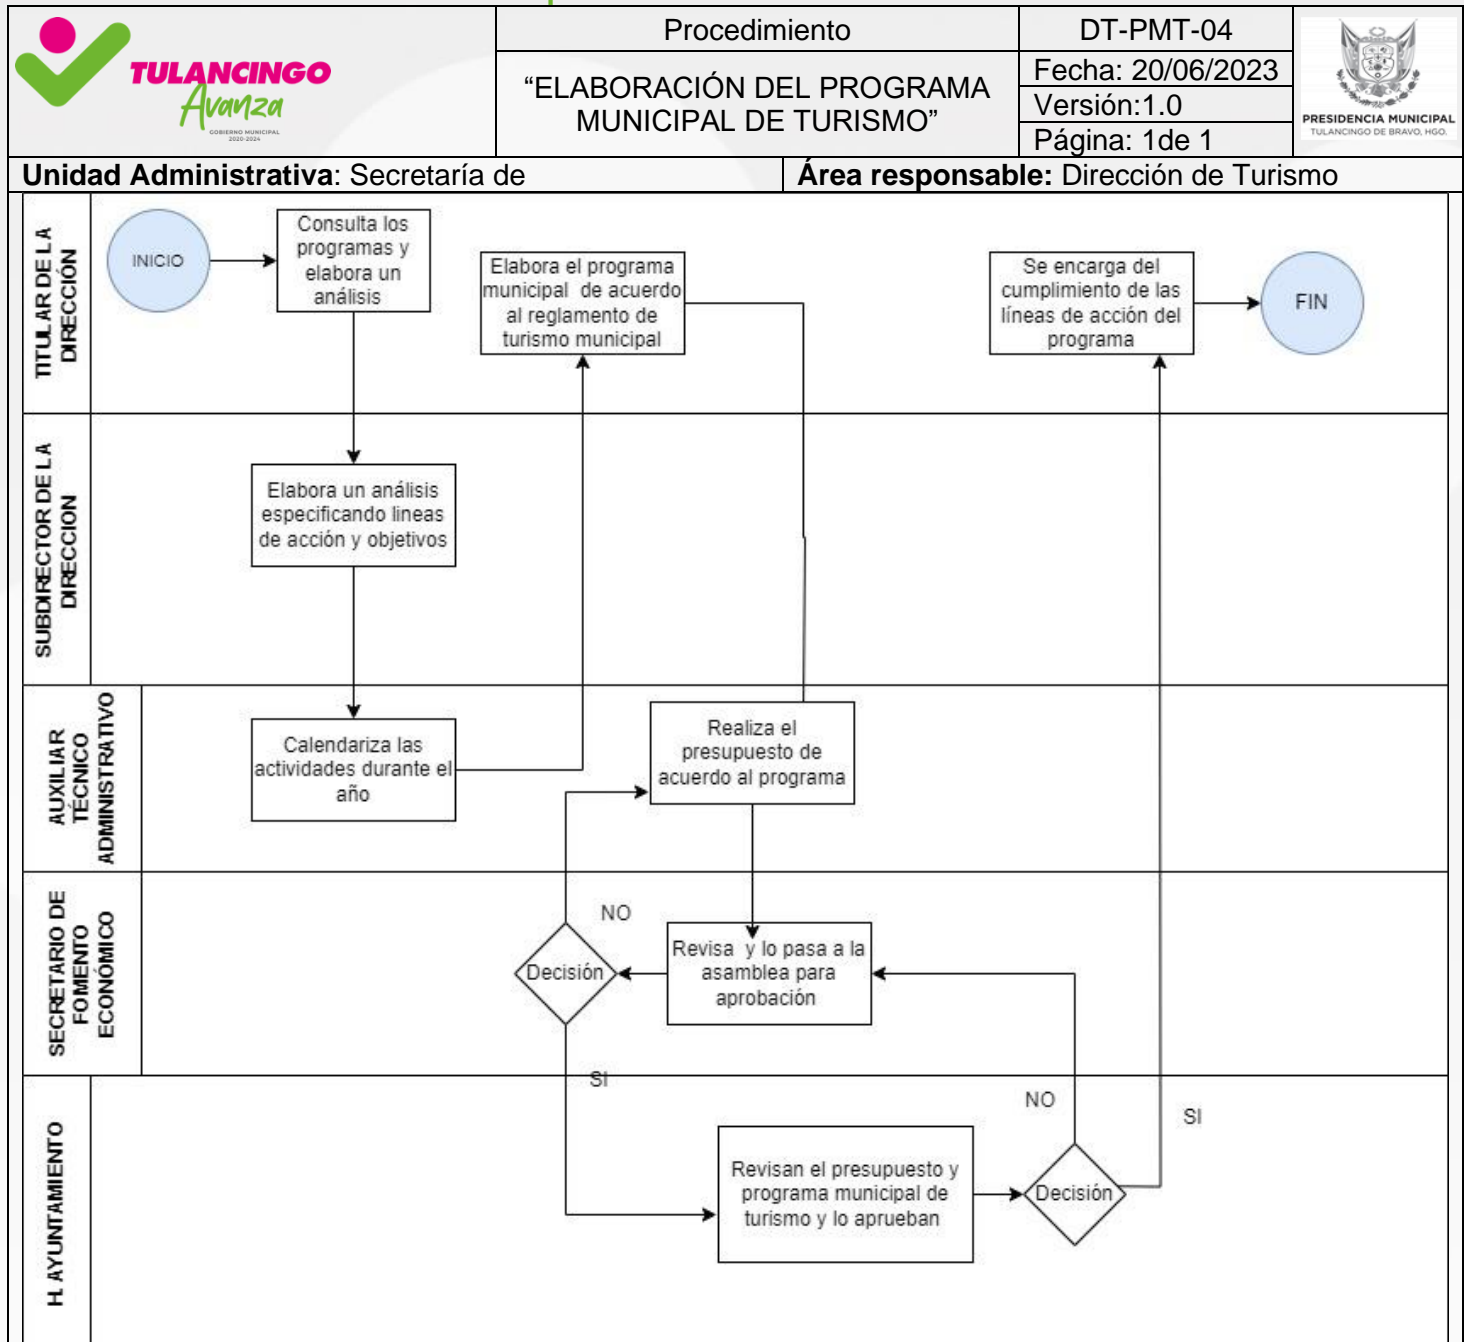 TULANCINGO
Avanza
GOBIERNO MUNICIPAL
2020-2024
Procedimiento
“ELABORACIÓN DEL PROGRAMA
MUNICIPAL DE TURISMO”
DT-PMT-04
Fecha: 20/06/2023
Versión:1.0
Página: 1de 1
PRESIDENCIA MUNICIPAL
TULANCINGO DE BRAVO, HGO.
Unidad Administrativa: Secretaría de
Área responsable: Dirección de Turismo
TITULAR DE LA
DIRECCIÓN
INICIO
Consulta los
programas y
elabora un
análisis
Elabora el programa
municipal de acuerdo
al reglamento de
turismo municipal
Se encarga del
cumplimiento de las
líneas de acción del
programa
FIN
SUBDIRECTOR DE LA
DIRECCION
Elabora un análisis
especificando lineas
de acción y objetivos
AUXILIAR
TÉCNICO
ADMINISTRATIVO
Calendariza las
actividades durante el
año
Realiza el
presupuesto de
acuerdo al programa
SECRETARIO DE
FOMENTO
ECONÓMICO
NO
Decisión
Revisa y lo pasa a la
asamblea para
aprobación
SI
H. AYUNTAMIENTO
Revisan el presupuesto y
programa municipal de
turismo y lo aprueban
NO
Decisión
SI